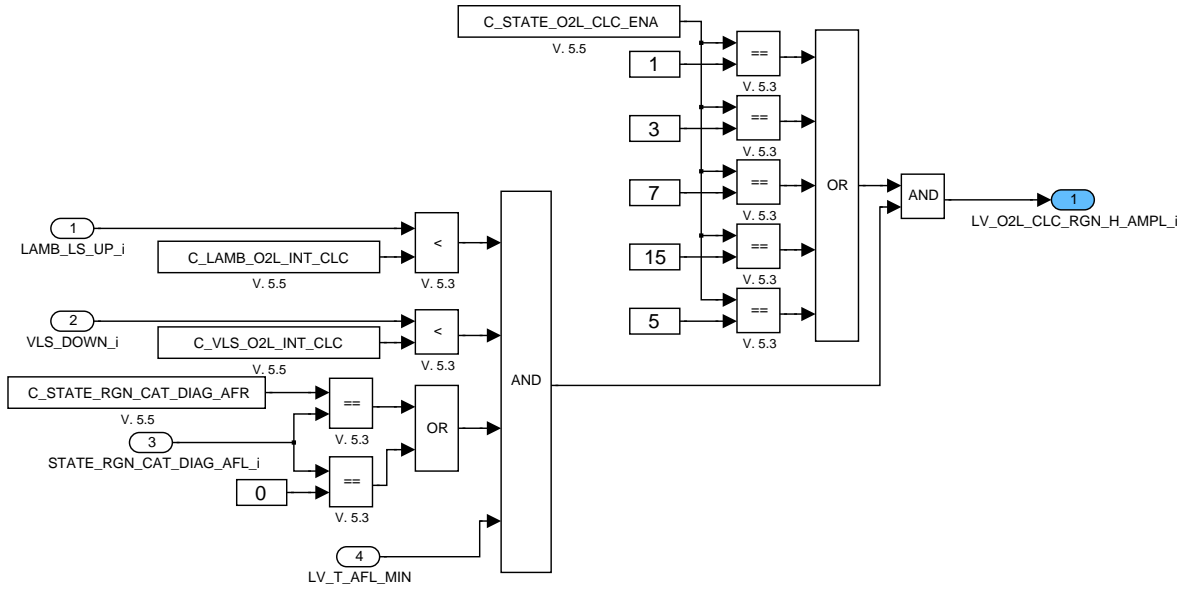 C_STATE_O2L_CLC_ENA
V. 5.5
==
1
V. 5.3
==
3
V. 5.3
==
7
V. 5.3
==
15
V. 5.3
==
5
V. 5.3
OR
AND
1
LV_O2L_CLC_RGN_H_AMPL_i
1
LAMB_LS_UP_i
C_LAMB_O2L_INT_CLC
V. 5.5
<
V. 5.3
2
VLS_DOWN_i
C_VLS_O2L_INT_CLC
V. 5.5
<
V. 5.3
C_STATE_RGN_CAT_DIAG_AFR
V. 5.5
==
V. 5.3
3
STATE_RGN_CAT_DIAG_AFL_i
0
==
V. 5.3
OR
AND
4
LV_T_AFL_MIN